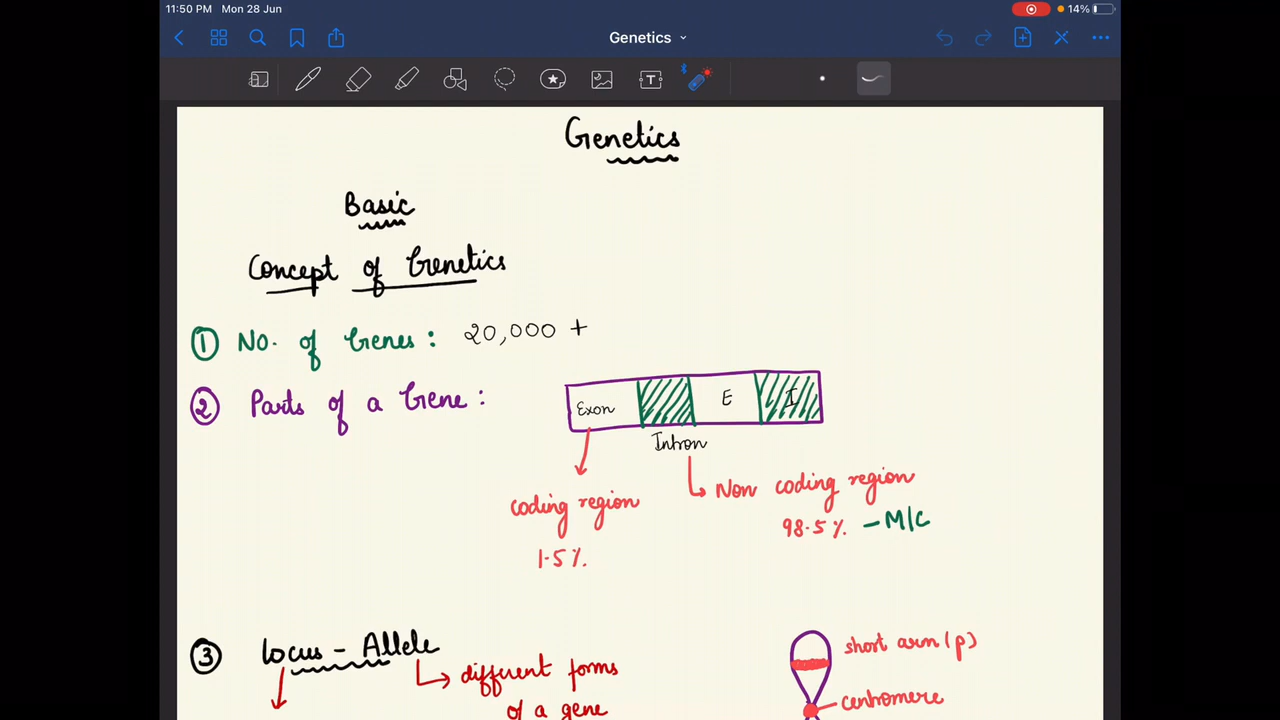 11:50 PM Mon 28 Jun
14%
Genetics
T
Genetics
Basic
Concept of Genetics
① No. of Genes: 20,000 +
② Parts of a Gene:
Exon
E
I
Intron
coding region
1.5%
Non coding region
98.5% - M/C
③ Locus - Allele
different forms
of a gene
short arm (p)
centromere